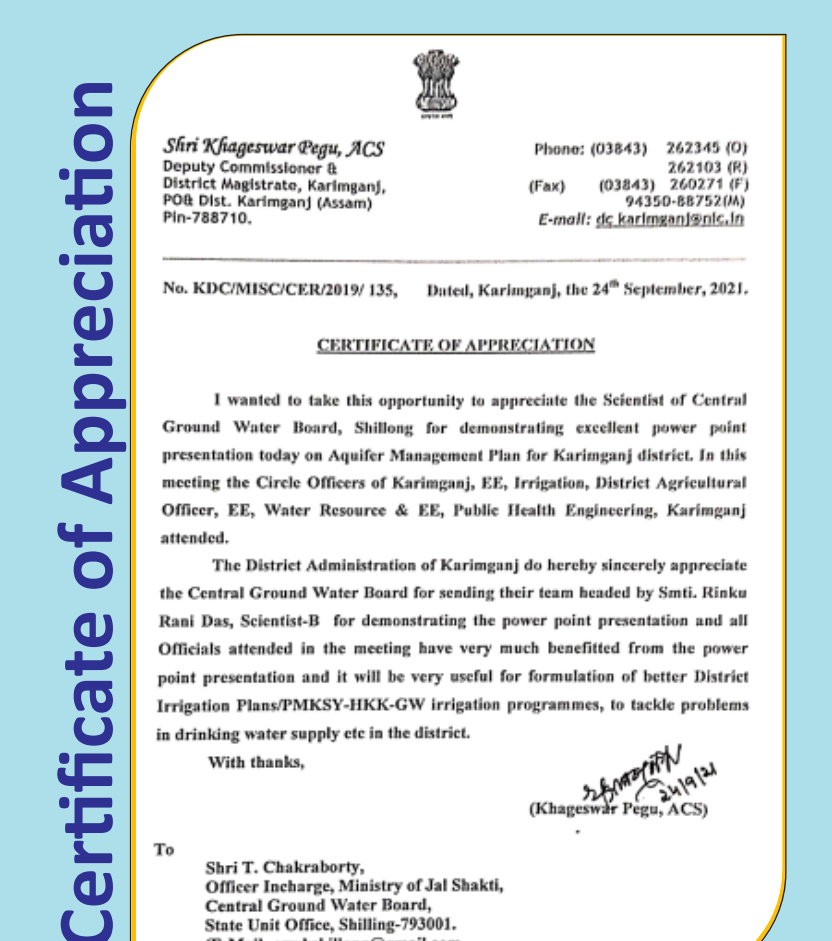 Certificate of Appreciation
Shri Khageswar Pegu, ACS
Deputy Commissioner &
District Magistrate, Karimganj,
PO& Dist. Karimganj (Assam)
Pin-788710.
Phone: (03843) 262345 (O)
262103 (R)
(Fax) (03843) 260271 (F)
94350-88752(M)
E-mail: dc_karimganj@nic.in
No. KDC/MISC/CER/2019/ 135, Dated, Karimganj, the 24th September, 2021.
CERTIFICATE OF APPRECIATION
I wanted to take this opportunity to appreciate the Scientist of Central
Ground Water Board, Shillong for demonstrating excellent power point
presentation today on Aquifer Management Plan for Karimganj district. In this
meeting the Circle Officers of Karimganj, EE, Irrigation, District Agricultural
Officer, EE, Water Resource & EE, Public Health Engineering, Karimganj
attended.
The District Administration of Karimganj do hereby sincerely appreciate
the Central Ground Water Board for sending their team headed by Smti. Rinku
Rani Das, Scientist-B for demonstrating the power point presentation and all
Officials attended in the meeting have very much benefitted from the power
point presentation and it will be very useful for formulation of better District
Irrigation Plans/PMKSY-HKK-GW irrigation programmes, to tackle problems
in drinking water supply etc in the district.
With thanks,
24/9/21
(Khageswar Pegu, ACS)
To
Shri T. Chakraborty,
Officer Incharge, Ministry of Jal Shakti,
Central Ground Water Board,
State Unit Office, Shilling-793001.